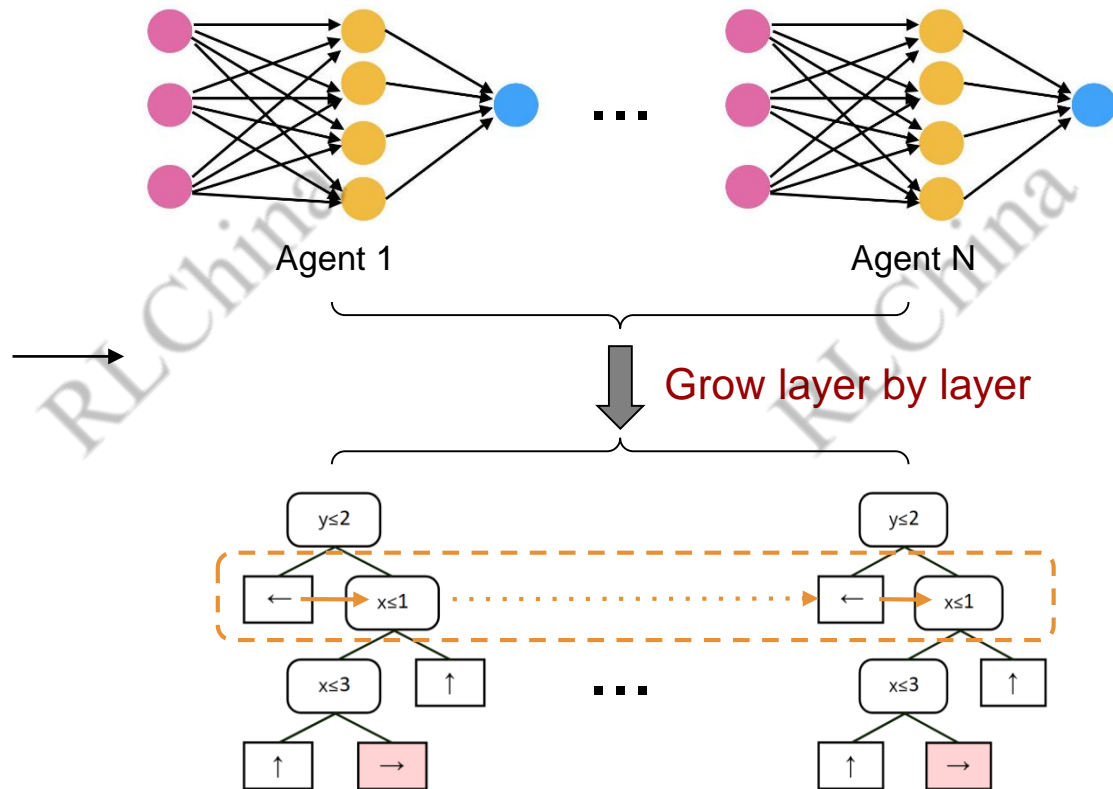 ...
Agent 1
Agent N
RLChina
RLChina
Grow layer by layer
y≤2
y≤2
←
x≤1
←
x≤1
x≤3
↑
...
x≤3
↑
↑
→
↑
→